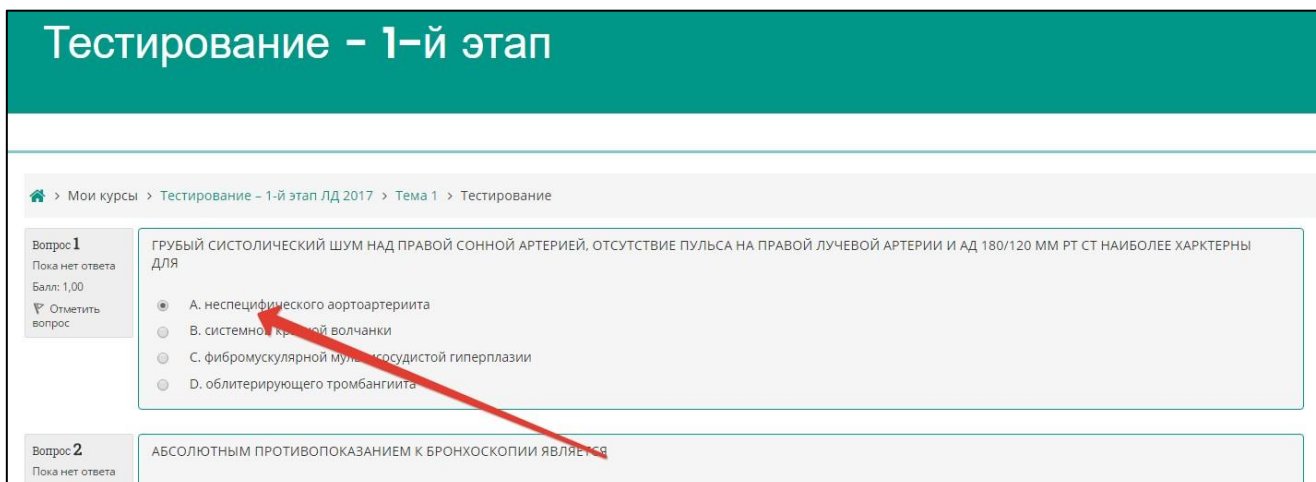 Тестирование – 1-й этап
> Мои курсы > Тестирование – 1-й этап ЛД 2017 > Тема 1 > Тестирование
Вопрос 1
Пока нет ответа
Балл: 1,00
Отметить
вопрос
ГРУБЫЙ СИСТОЛИЧЕСКИЙ ШУМ НАД ПРАВОЙ СОННОЙ АРТЕРИЕЙ, ОТСУТСТВИЕ ПУЛЬСА НА ПРАВОЙ ЛУЧЕВОЙ АРТЕРИИ И АД 180/120 ММ РТ СТ НАИБОЛЕЕ ХАРКТЕРНЫ
ДЛЯ
A. неспецифического аортоартериита
B. системной красной волчанки
C. фибромускулярной мультисосудистой гиперплазии
D. облитерирующего тромбангиита
Вопрос 2
Пока нет ответа
АБСОЛЮТНЫМ ПРОТИВОПОКАЗАНИЕМ К БРОНХОСКОПИИ ЯВЛЯЕТСЯ